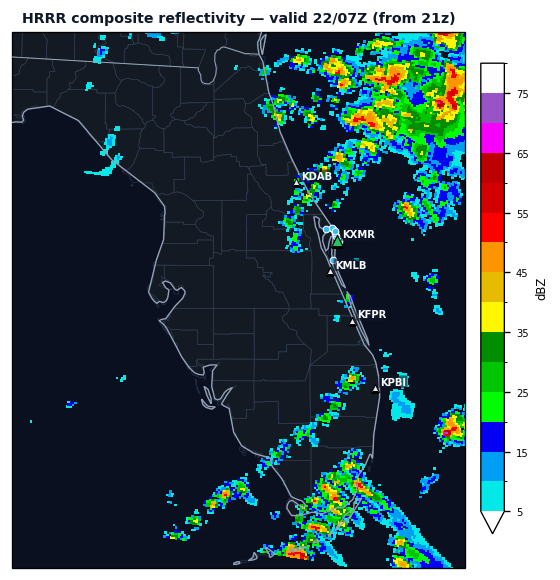 HRRR composite reflectivity — valid 22/07Z (from 21z)
KDAB
KXMR
KMLB
KFPR
KPBI
75
65
55
45
35
25
15
5
dBZ